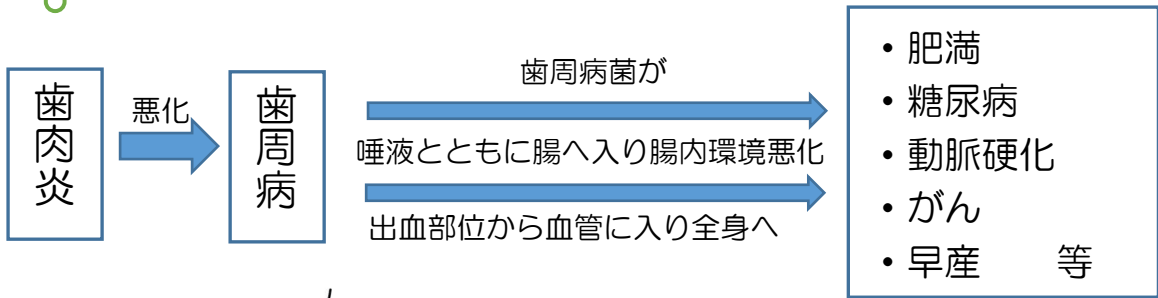 歯肉炎
悪化
歯周病
歯周病菌が
唾液とともに腸へ入り腸内環境悪化
出血部位から血管に入り全身へ
・肥満
・糖尿病
・動脈硬化
・がん
・早産　　等